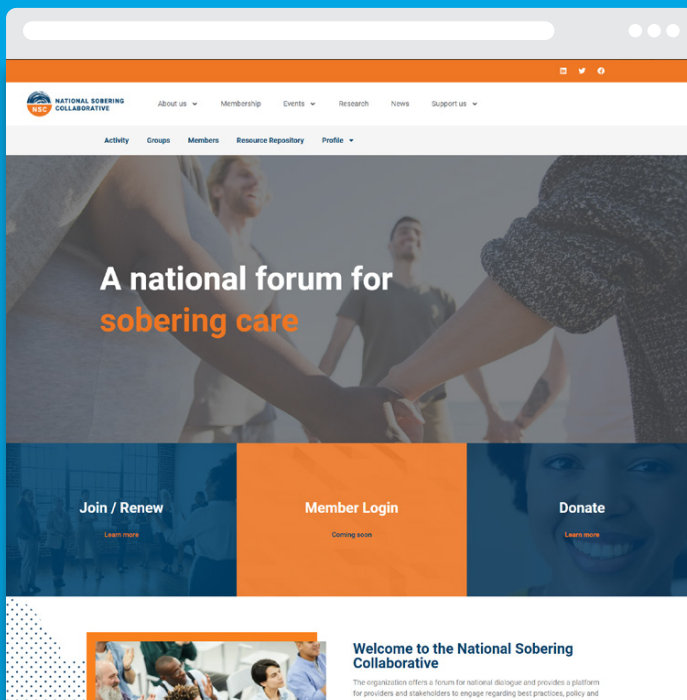 NSC
NATIONAL SOBERING
COLLABORATIVE
About us
Membership
Events
Research
News
Support us
Activity
Groups
Members
Resource Repository
Profile
A national forum for
sobering care
Join / Renew
Learn more
Member Login
Coming soon
Donate
Learn more
Welcome to the National Sobering
Collaborative
The organization offers a forum for national dialogue and provides a platform
for providers and stakeholders to engage regarding best practices, policy and